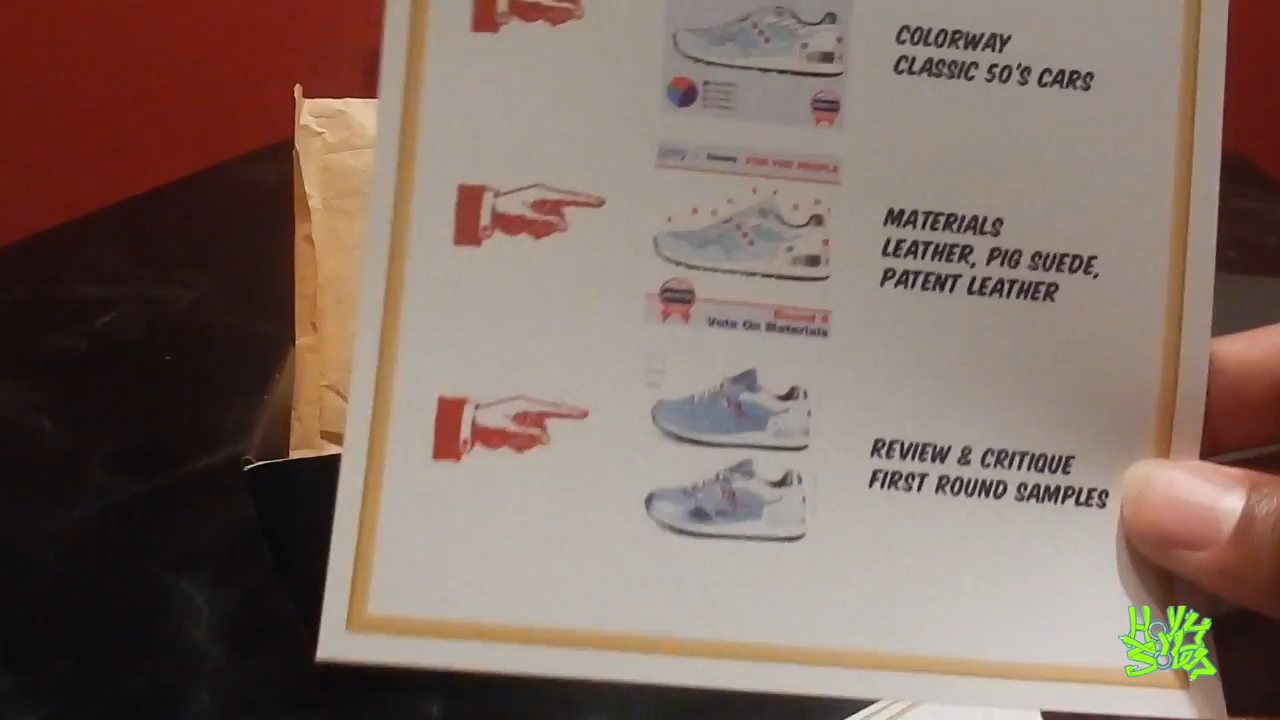 COLORWAY
CLASSIC 50'S CARS
FOR THE PEOPLE
MATERIALS
LEATHER, PIG SUEDE,
PATENT LEATHER
Vote On Materials
REVIEW & CRITIQUE
FIRST ROUND SAMPLES